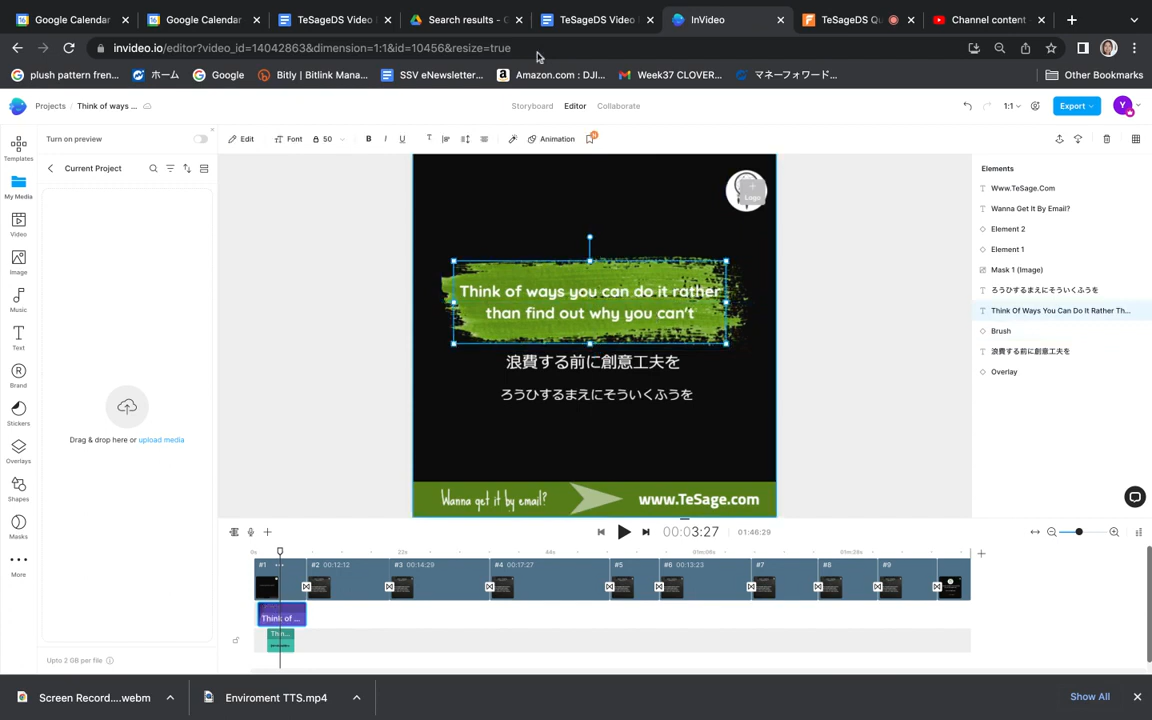 Google Calendar
Google Calendar
TeSageDS Video
Search results - G
TeSageDS Video
InVideo
TeSageDS Qu
Channel content
invideo.io/editor?video_id=14042863&dimension=1:1&id=10456&resize=true
plush pattern fren...
ホーム
Google
Bitly | Bitlink Mana...
SSV eNewsletter...
Amazon.com : DJI...
Week37 CLOVER...
マネーフォワード...
Other Bookmarks
Projects
Think of ways ...
Storyboard
Editor
Collaborate
1:1
Export
Y
Turn on preview
Edit
Font
50
B
I
U
Animation
Templates
Current Project
Elements
My Media
Video
Image
Music
Text
Brand
Stickers
Overlays
Shapes
Masks
More
Drag & drop here or upload media
Upto 2 GB per file
Logo
Think of ways you can do it rather
than find out why you can't
浪費する前に創意工夫を
ろうひするまえにそういくふうを
Wanna get it by email?
www.TeSage.com
Www.TeSage.Com
Wanna Get It By Email?
Element 2
Element 1
Mask 1 (Image)
ろうひするまえにそういくふうを
Think Of Ways You Can Do It Rather Th...
Brush
浪費する前に創意工夫を
Overlay
00:03:27
01:46:29
0s
22s
44s
01m:06s
01m:28s
#1
#2 00:12:12
#3 00:14:29
#4 00:17:27
#5
#6 00:13:23
#7
#8
#9
Think of ...
Thin...
Screen Record....webm
Enviroment TTS.mp4
Show All